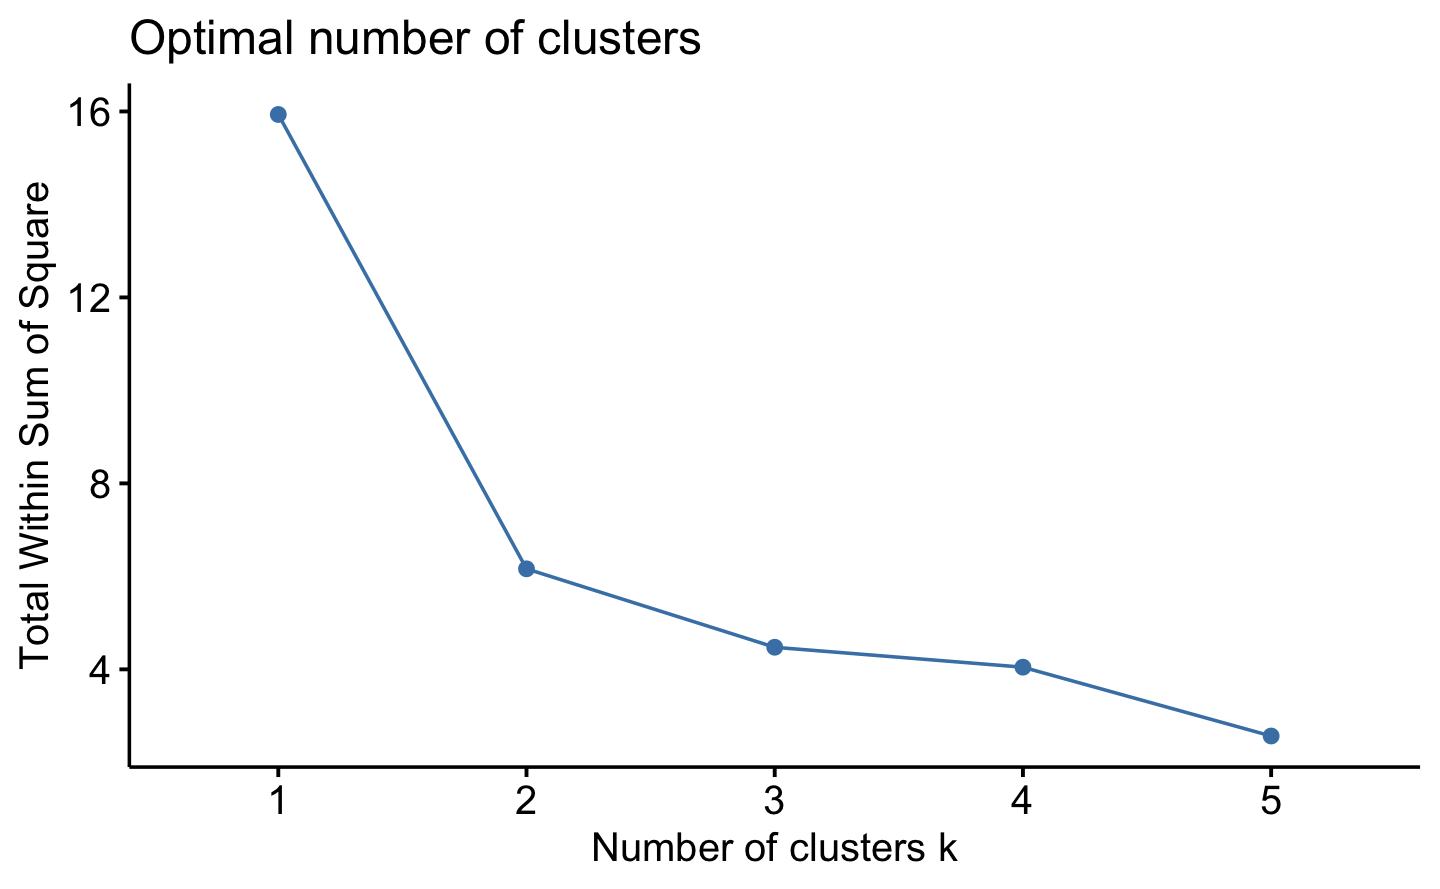 Optimal number of clusters
Total Within Sum of Square
16
12
8
4
1 2 3 4 5
Number of clusters k